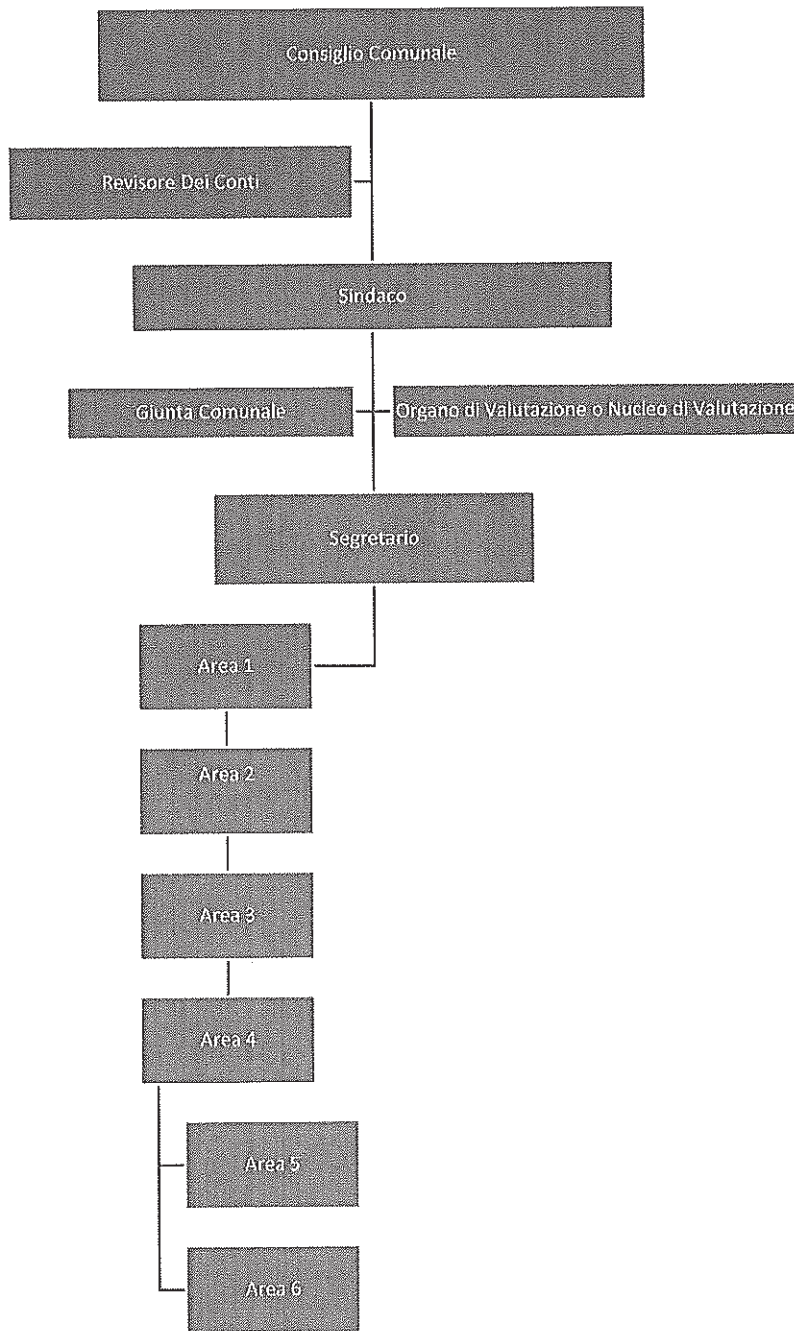 Consiglio Comunale
Revisore Dei Conti
Sindaco
Giunta Comunale
Organo di Valutazione o Nucleo di Valutazione
Segretario
Area 1
Area 2
Area 3
Area 4
Area 5
Area 6